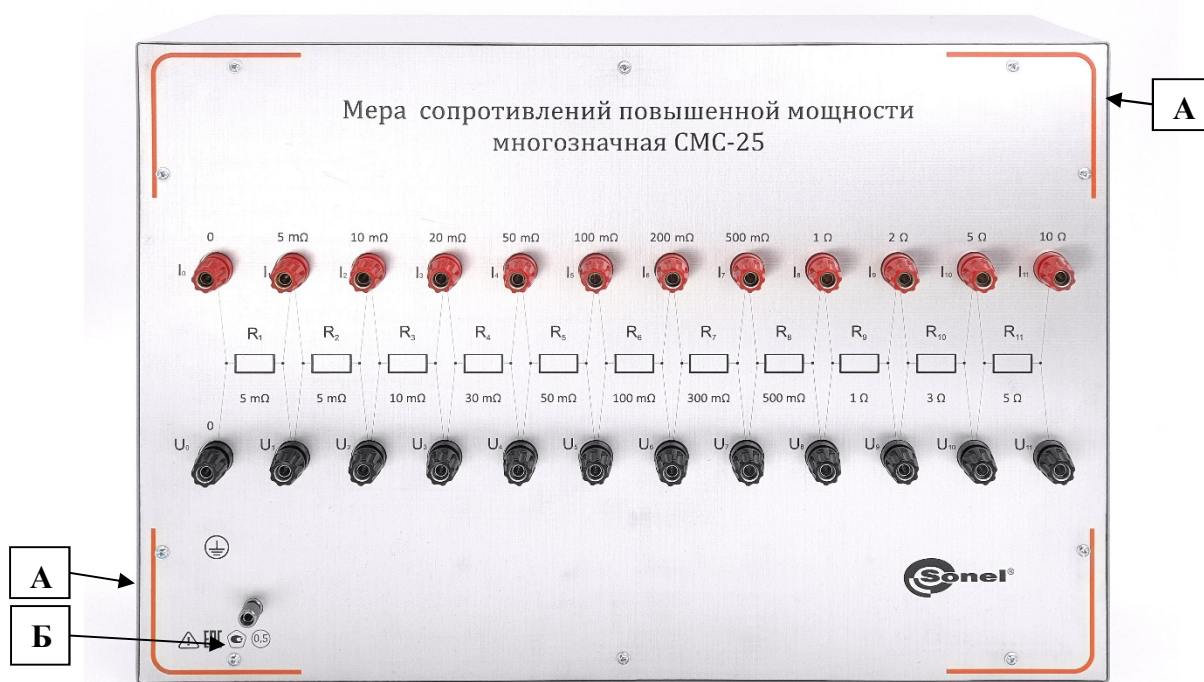 А
Мера сопротивлений повышенной мощности
многозначная СМС-25
0 5 mΩ 10 mΩ 20 mΩ 50 mΩ 100 mΩ 200 mΩ 500 mΩ 1 Ω 2 Ω 5 Ω 10 Ω
I₀ I₁ I₂ I₃ I₄ I₅ I₆ I₇ I₈ I₉ I₁₀ I₁₁
R₁ R₂ R₃ R₄ R₅ R₆ R₇ R₈ R₉ R₁₀ R₁₁
5 mΩ 5 mΩ 10 mΩ 30 mΩ 50 mΩ 100 mΩ 300 mΩ 500 mΩ 1 Ω 3 Ω 5 Ω
0
U₀ U₁ U₂ U₃ U₄ U₅ U₆ U₇ U₈ U₉ U₁₀ U₁₁
А
Sonel®
Б
EAC 0,5